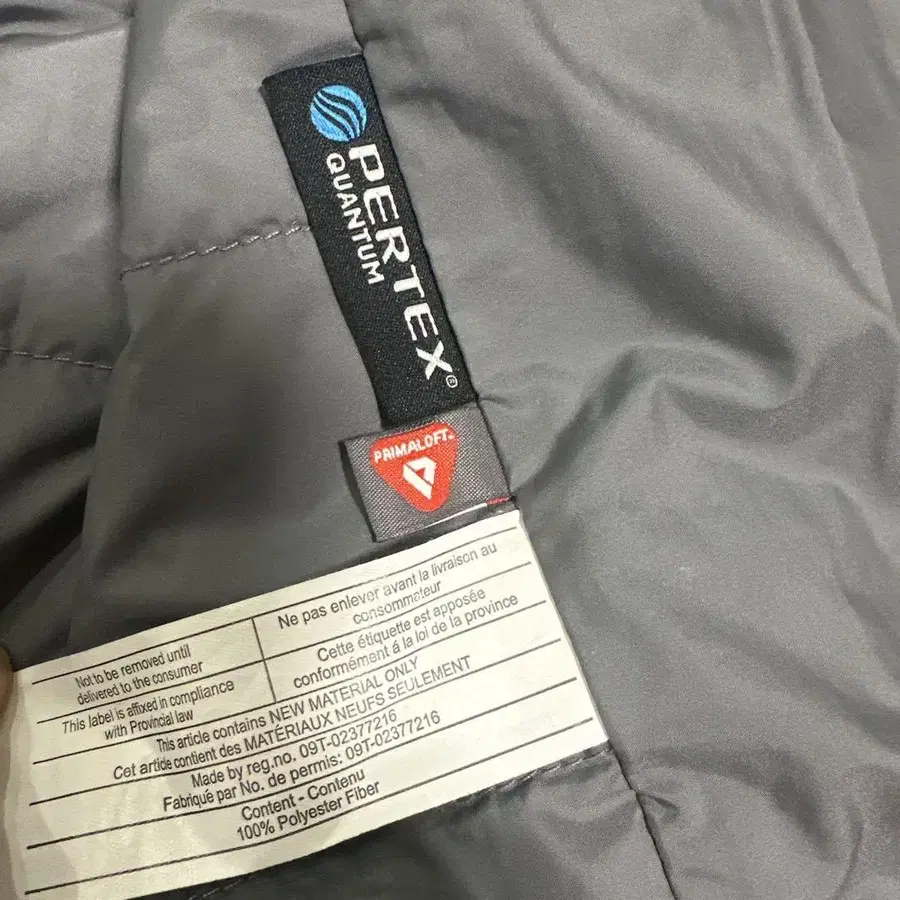 PERTEX®
QUANTUM
PRIMALOFT™
Not to be removed until
delivered to the consumer
Ne pas enlever avant la livraison au
consommateur
This label is affixed in compliance
with Provincial law
Cette étiquette est apposée
conformément á la loi de la province
This article contains NEW MATERIAL ONLY
Cet article contient des MATÉRIAUX NEUFS SEULEMENT
Made by reg.no. 09T-02377216
Fabriqué par No. de permis: 09T-02377216
Content - Contenu
100% Polyester Fiber